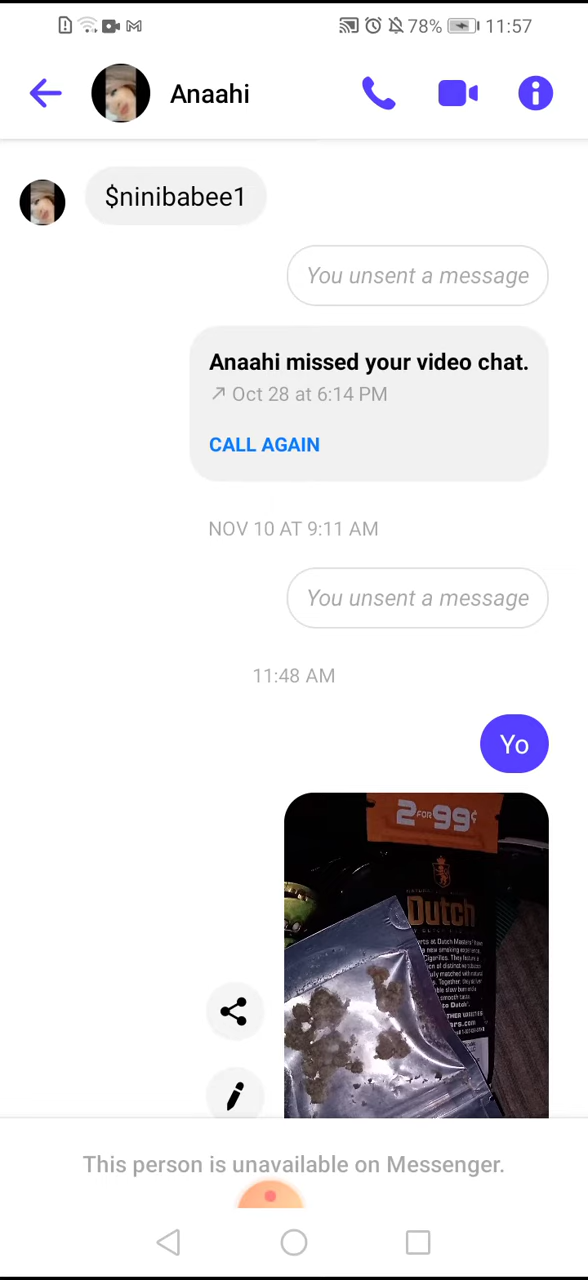 78% 11:57
Anaahi
$ninibabee1
You unsent a message
Anaahi missed your video chat.
Oct 28 at 6:14 PM
CALL AGAIN
NOV 10 AT 9:11 AM
You unsent a message
11:48 AM
Yo
2 FOR 99¢
Dutch
This person is unavailable on Messenger.